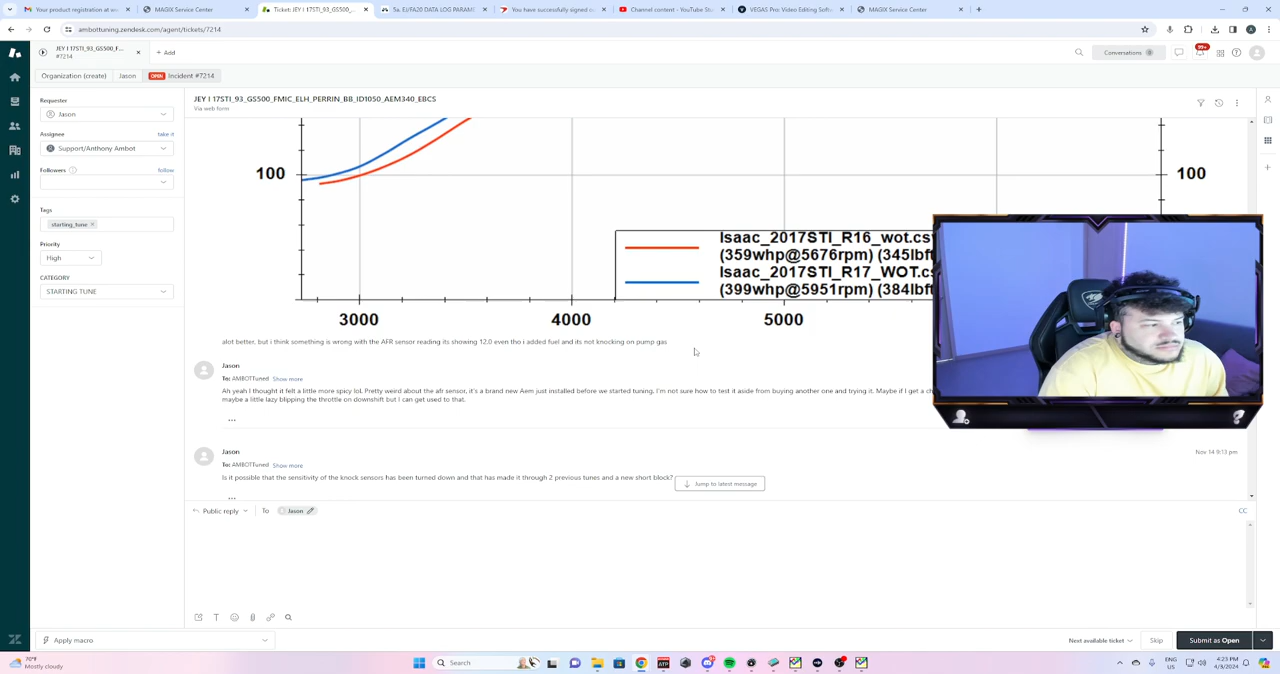 Your product registration at w
MAGIX Service Center
Ticket: JEY I 17STI_93_GS500_
5a. EJ/FA20 DATA LOG PARAM
You have successfully signed o
Channel content - YouTube Stu
VEGAS Pro: Video Editing Softw
MAGIX Service Center
ambottuning.zendesk.com/agent/tickets/7214
JEY I 17STI_93_GS500_F...
#7214
+ Add
Conversations 0
99+
Organization (create)
Jason
OPEN Incident #7214
Requester
Jason
Assignee
take it
Support/Anthony Ambot
Followers
follow
Tags
starting_tune
Priority
High
CATEGORY
STARTING TUNE
JEY I 17STI_93_GS500_FMIC_ELH_PERRIN_BB_ID1050_AEM340_EBCS
Via web form
100
100
Isaac_2017STI_R16_wot.csv
(359whp@5676rpm) (345lbf
Isaac_2017STI_R17_WOT.cs
(399whp@5951rpm) (384lbf
3000
4000
5000
alot better, but i think something is wrong with the AFR sensor reading its showing 12.0 even tho i added fuel and its not knocking on pump gas
Jason
To: AMBOTTuned Show more
Ah yeah I thought it felt a little more spicy lol. Pretty weird about the afr sensor, it's a brand new Aem just installed before we started tuning, I'm not sure how to test it aside from buying another one and trying it. Maybe if I get a
maybe a little lazy blipping the throttle on downshift but I can get used to that.
...
Jason
Nov 14 9:13 pm
To: AMBOTTuned Show more
Is it possible that the sensitivity of the knock sensors has been turned down and that has made it through 2 previous tunes and a new short block?
Jump to latest message
...
Public reply
To
Jason
CC
Apply macro
Next available ticket
Skip
Submit as Open
70°F
Mostly cloudy
Search
ATP
ENG
US
4:23 PM
4/3/2024